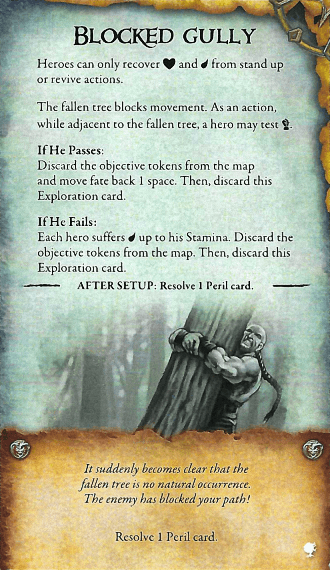 BLOCKED GULLY
Heroes can only recover and from stand up
or revive actions.
The fallen tree blocks movement. As an action,
while adjacent to the fallen tree, a hero may test .
If He Passes:
Discard the objective tokens from the map
and move fate back 1 space. Then, discard this
Exploration card.
If He Fails:
Each hero suffers up to his Stamina. Discard the
objective tokens from the map. Then, discard this
Exploration card.
AFTER SETUP: Resolve 1 Peril card.
It suddenly becomes clear that the
fallen tree is no natural occurrence.
The enemy has blocked your path!
Resolve 1 Peril card.